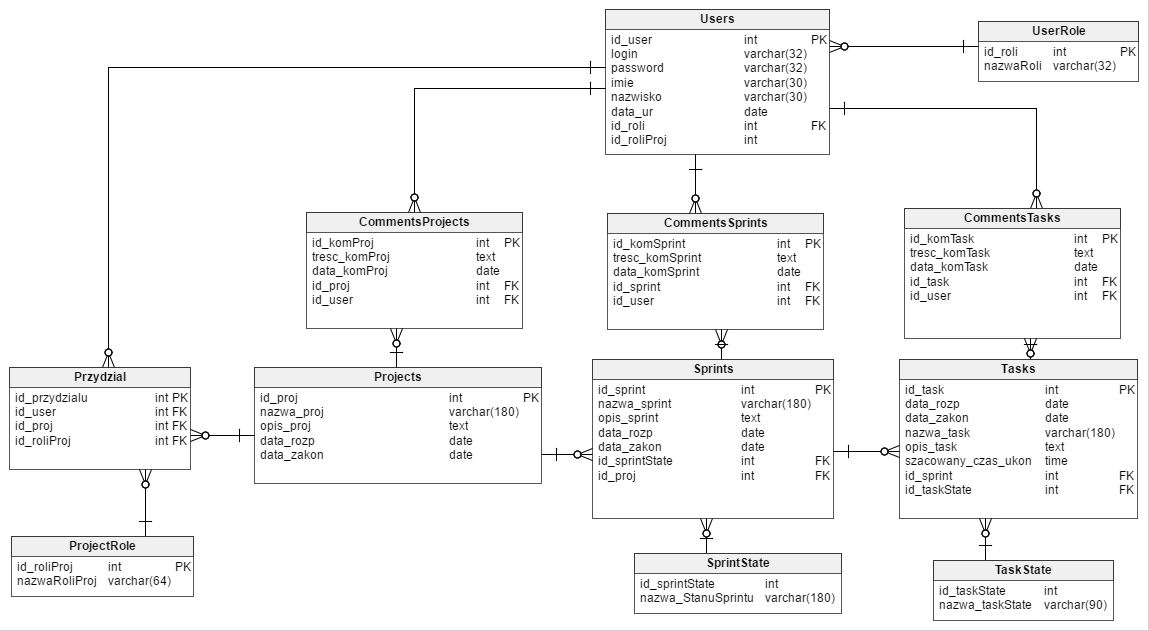 Users
id_user int PK
login varchar(32)
password varchar(32)
imie varchar(30)
nazwisko varchar(30)
data_ur date
id_roli int FK
id_roliProj int
UserRole
id_roli int PK
nazwaRoli varchar(32)
CommentsProjects
id_komProj int PK
tresc_komProj text
data_komProj date
id_proj int FK
id_user int FK
CommentsSprints
id_komSprint int PK
tresc_komSprint text
data_komSprint date
id_sprint int FK
id_user int FK
CommentsTasks
id_komTask int PK
tresc_komTask text
data_komTask date
id_task int FK
id_user int FK
Przydzial
id_przydzialu int PK
id_user int FK
id_proj int FK
id_roliProj int FK
Projects
id_proj int PK
nazwa_proj varchar(180)
opis_proj text
data_rozp date
data_zakon date
Sprints
id_sprint int PK
nazwa_sprint varchar(180)
opis_sprint text
data_rozp date
data_zakon date
id_sprintState int FK
id_proj int FK
Tasks
id_task int PK
data_rozp date
data_zakon date
nazwa_task varchar(180)
opis_task text
szacowany_czas_ukon time
id_sprint int FK
id_taskState int FK
ProjectRole
id_roliProj int PK
nazwaRoliProj varchar(64)
SprintState
id_sprintState int
nazwa_StanuSprintu varchar(180)
TaskState
id_taskState int
nazwa_taskState varchar(90)